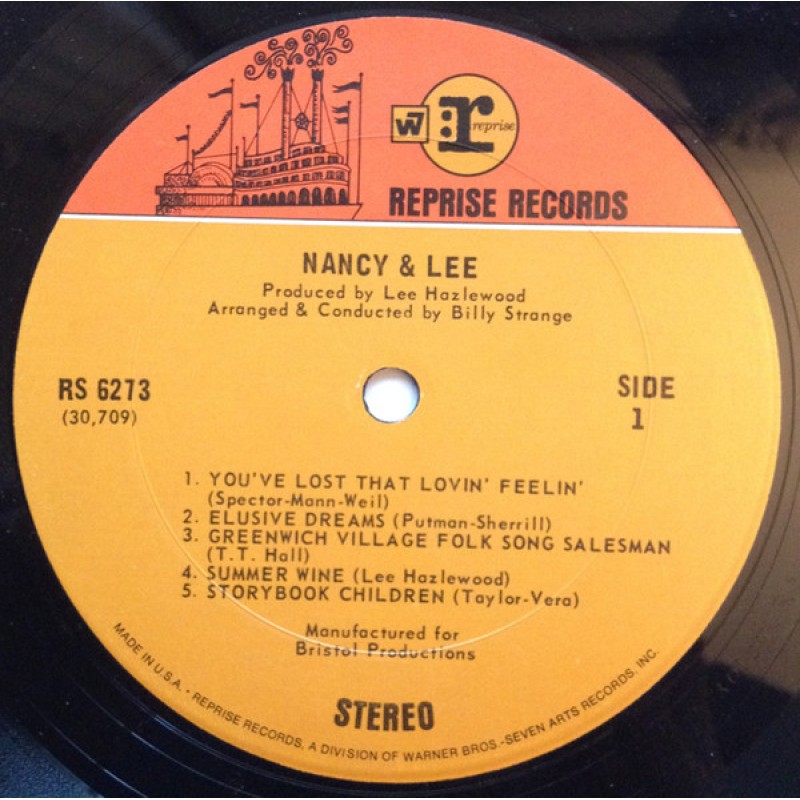 W7
r: reprise
REPRISE RECORDS
NANCY & LEE
Produced by Lee Hazlewood
Arranged & Conducted by Billy Strange
RS 6273
(30,709)
SIDE
1
1. YOU'VE LOST THAT LOVIN' FEELIN'
(Spector-Mann-Weil)
2. ELUSIVE DREAMS (Putman-Sherrill)
3. GREENWICH VILLAGE FOLK SONG SALESMAN
(T.T. Hall)
4. SUMMER WINE (Lee Hazlewood)
5. STORYBOOK CHILDREN (Taylor-Vera)
Manufactured for
Bristol Productions
STEREO
MADE IN U.S.A. - REPRISE RECORDS, A DIVISION OF WARNER BROS.-SEVEN ARTS RECORDS, INC.